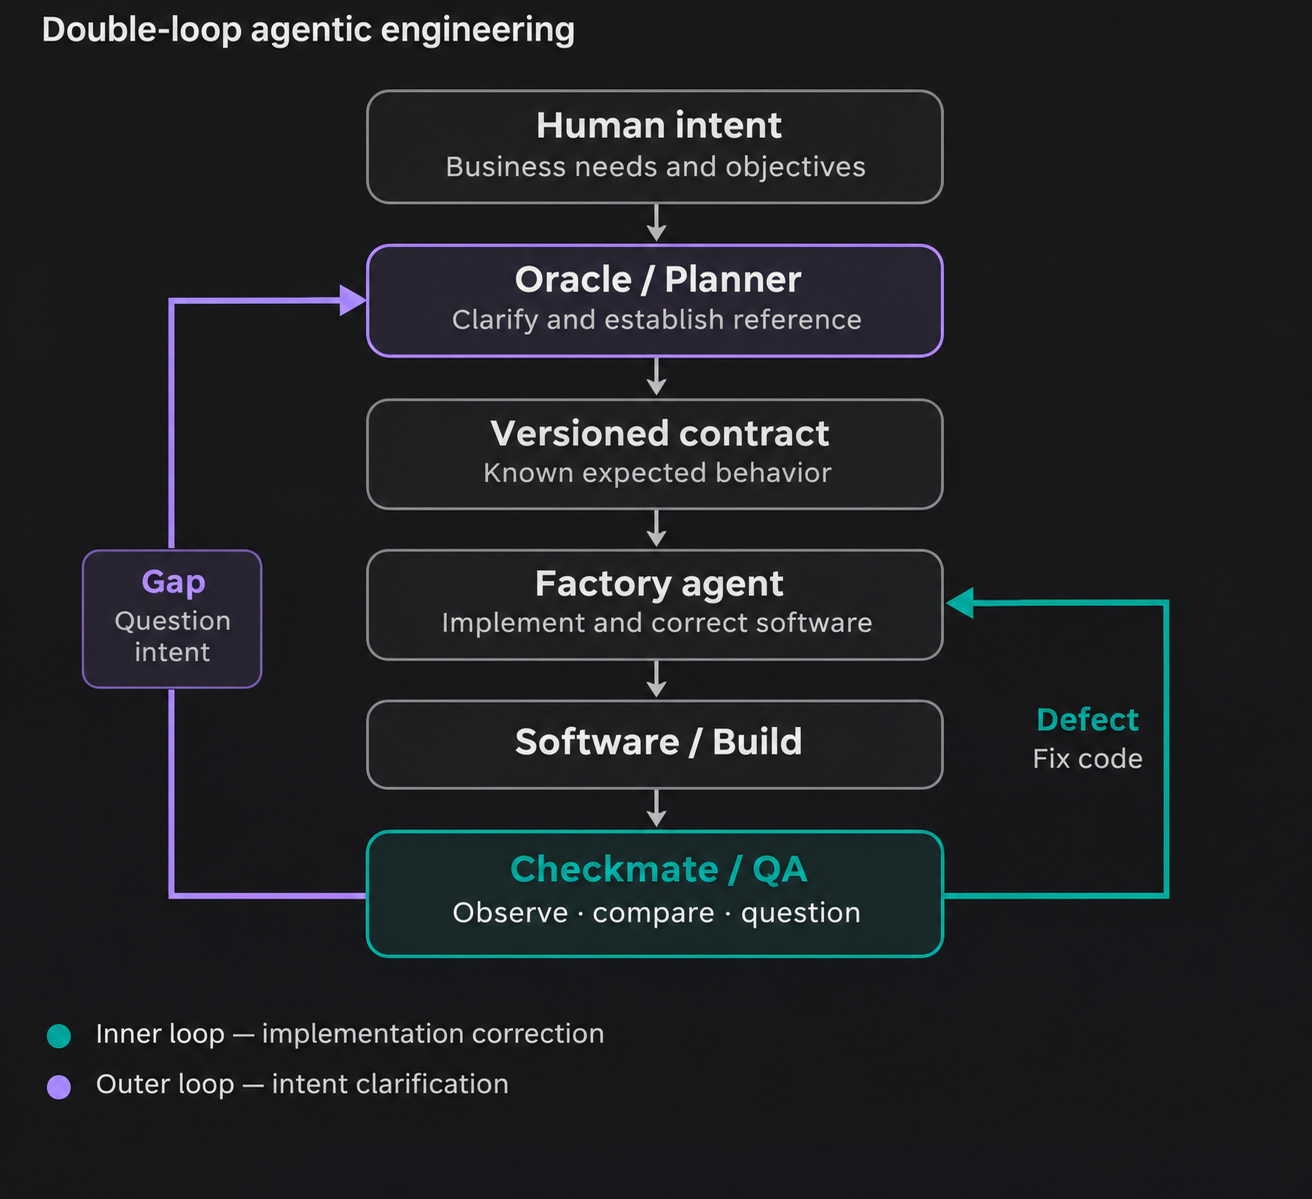 Double-loop agentic engineering
Human intent
Business needs and objectives
Oracle / Planner
Clarify and establish reference
Versioned contract
Known expected behavior
Gap
Question
intent
Factory agent
Implement and correct software
Software / Build
Defect
Fix code
Checkmate / QA
Observe · compare · question
Inner loop — implementation correction
Outer loop — intent clarification